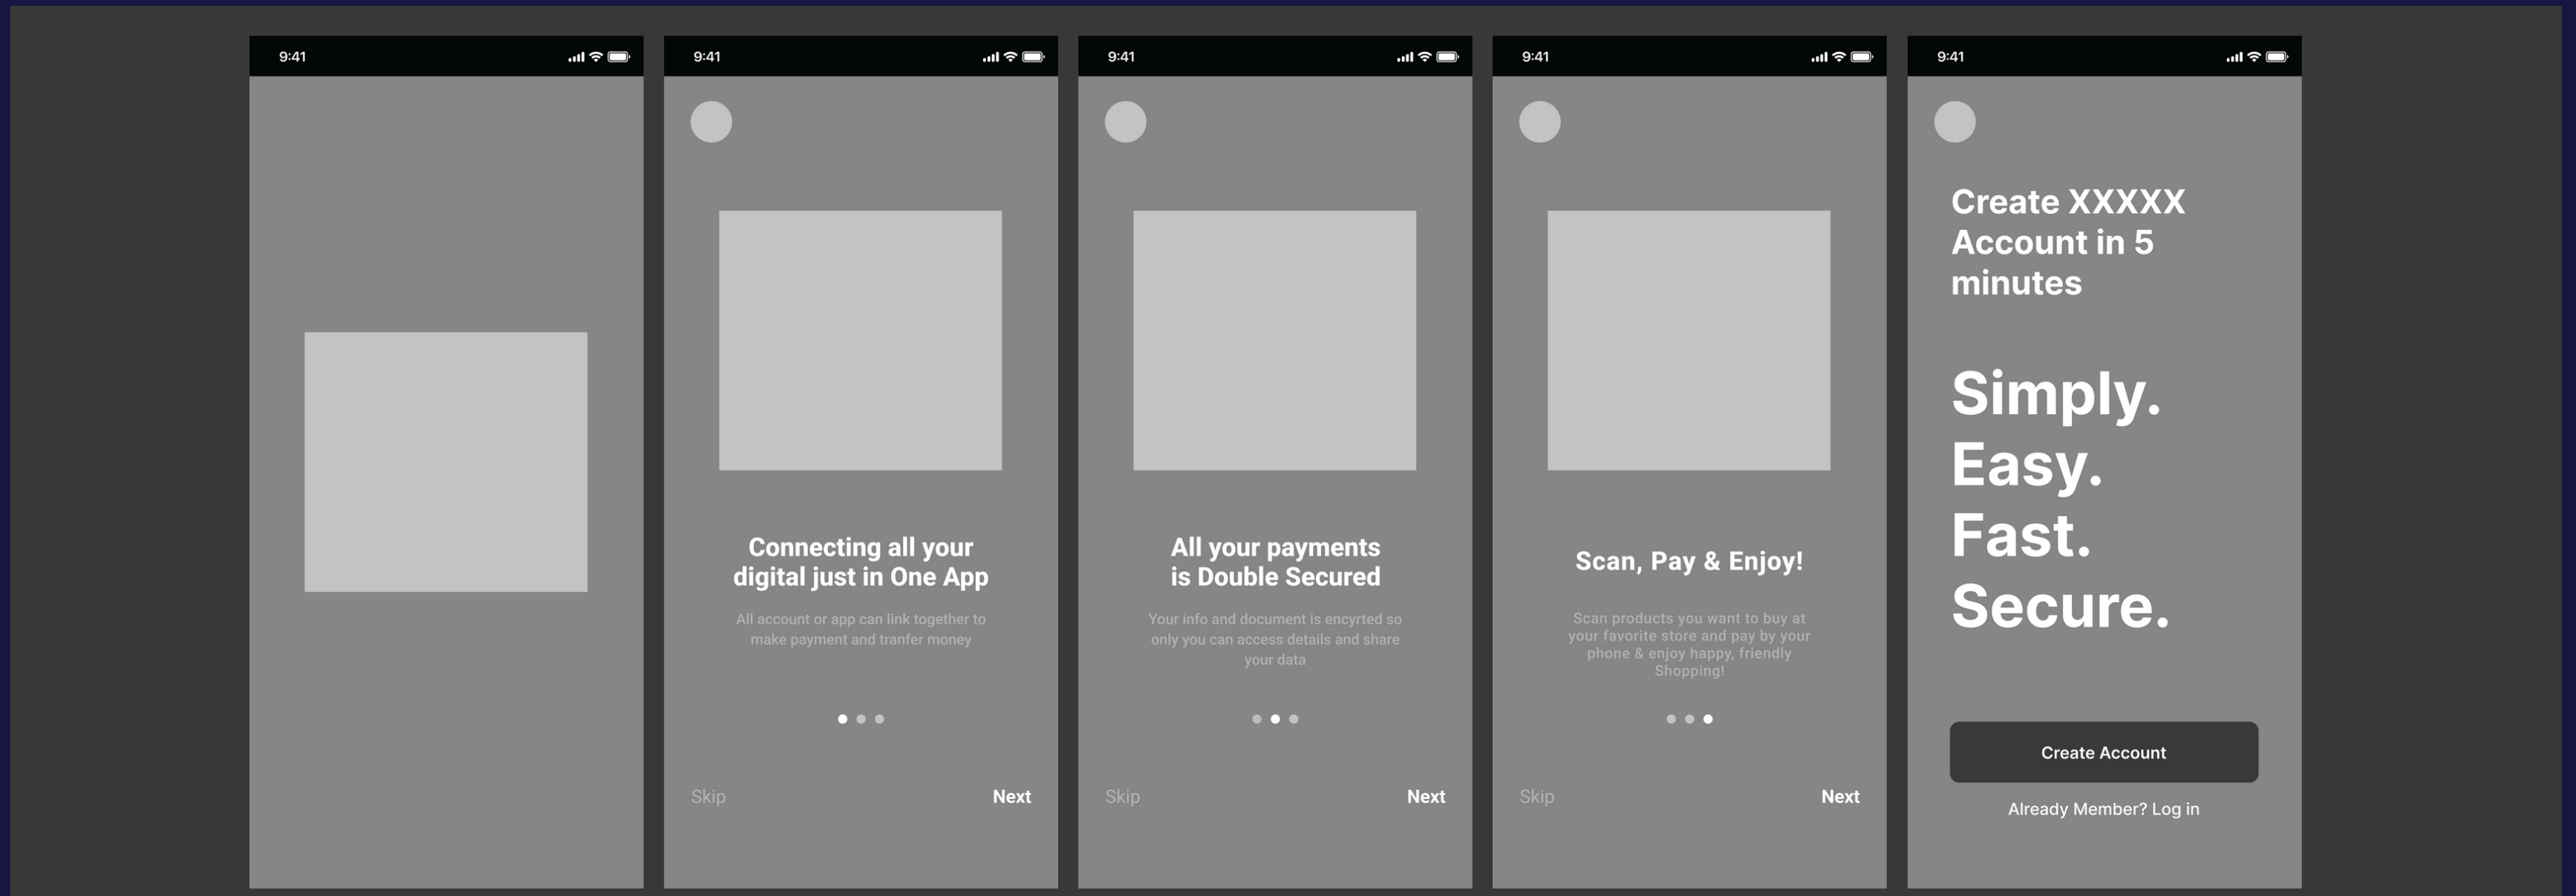 9:41
9:41
Connecting all your
digital just in One App
All account or app can link together to
make payment and tranfer money
Skip
Next
9:41
All your payments
is Double Secured
Your info and document is encyrted so
only you can access details and share
your data
Skip
Next
9:41
Scan, Pay & Enjoy!
Scan products you want to buy at
your favorite store and pay by your
phone & enjoy happy, friendly
Shopping!
Skip
Next
9:41
Create XXXXX
Account in 5
minutes
Simply.
Easy.
Fast.
Secure.
Create Account
Already Member? Log in